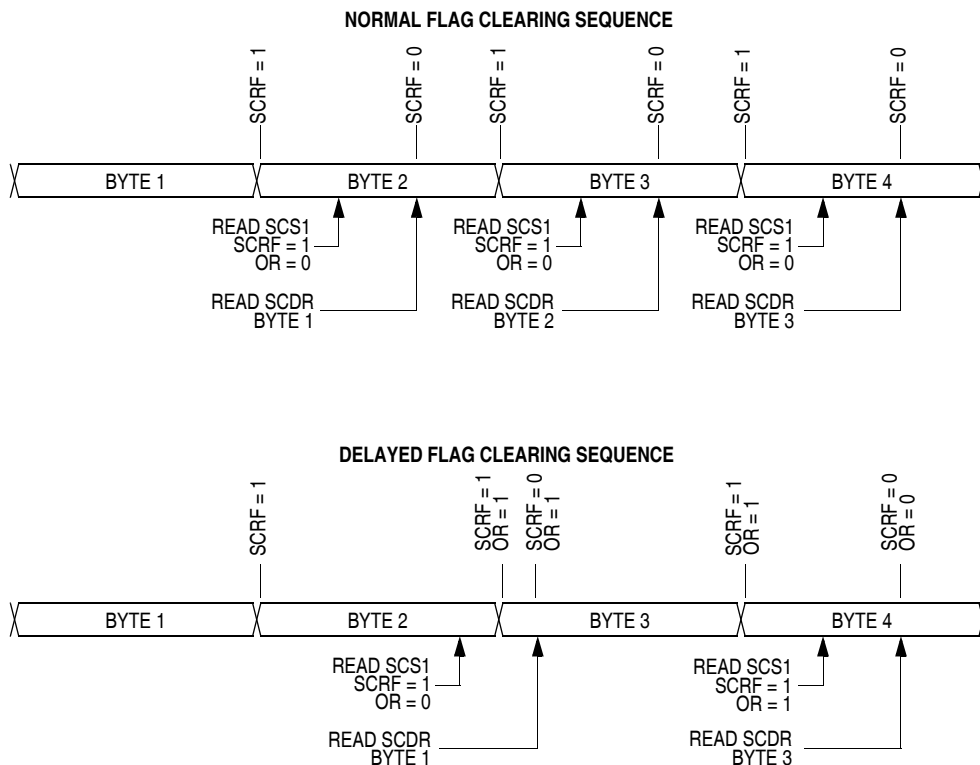 NORMAL FLAG CLEARING SEQUENCE
SCRF = 1
SCRF = 0
SCRF = 1
SCRF = 0
SCRF = 1
SCRF = 0
BYTE 1
BYTE 2
BYTE 3
BYTE 4
READ SCS1
SCRF = 1
OR = 0
READ SCS1
SCRF = 1
OR = 0
READ SCS1
SCRF = 1
OR = 0
READ SCDR
BYTE 1
READ SCDR
BYTE 2
READ SCDR
BYTE 3
DELAYED FLAG CLEARING SEQUENCE
SCRF = 1
SCRF = 1
OR = 1
SCRF = 0
OR = 1
SCRF = 1
OR = 1
SCRF = 0
OR = 0
BYTE 1
BYTE 2
BYTE 3
BYTE 4
READ SCS1
SCRF = 1
OR = 0
READ SCS1
SCRF = 1
OR = 1
READ SCDR
BYTE 1
READ SCDR
BYTE 3